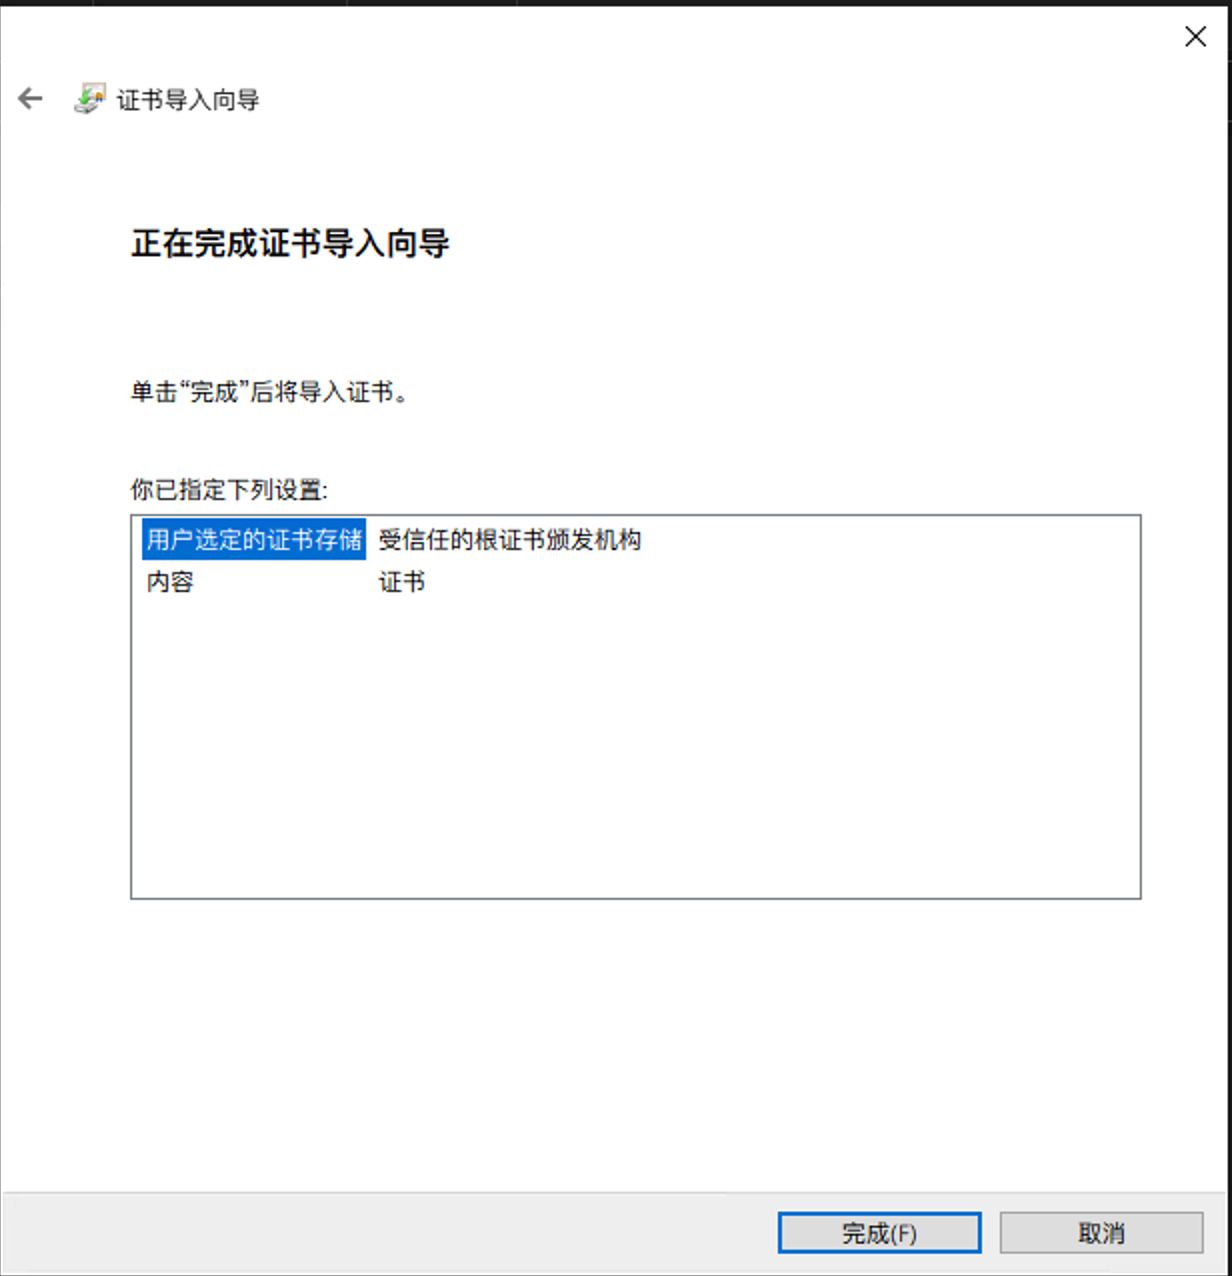 证书导入向导
正在完成证书导入向导
单击“完成”后将导入证书。
你已指定下列设置:
用户选定的证书存储 受信任的根证书颁发机构
内容 证书
完成(F) 取消